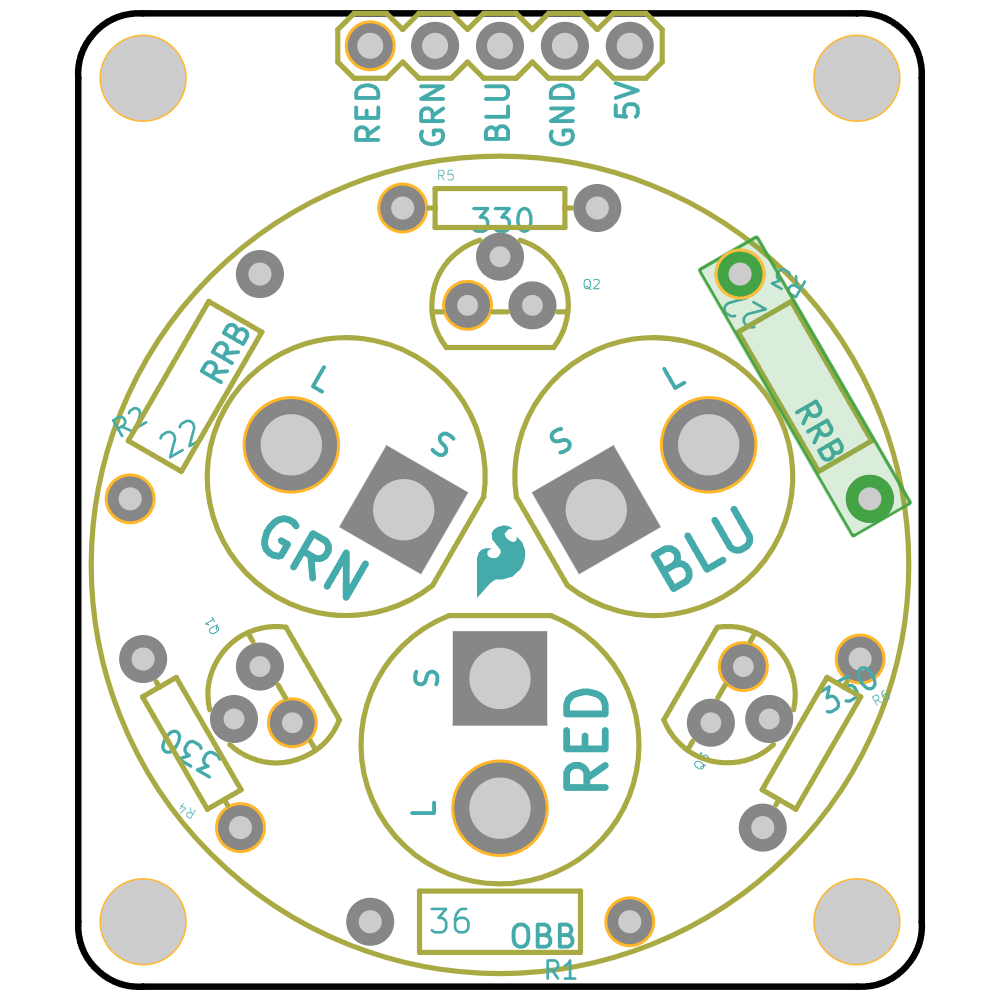 RED
GRN
BLU
GND
5V
R5
330
Q2
R3
22
RRB
RRB
R2
22
L
S
GRN
L
S
BLU
Q1
330
R4
S
L
RED
330
R6
Q3
36
OBB
R1